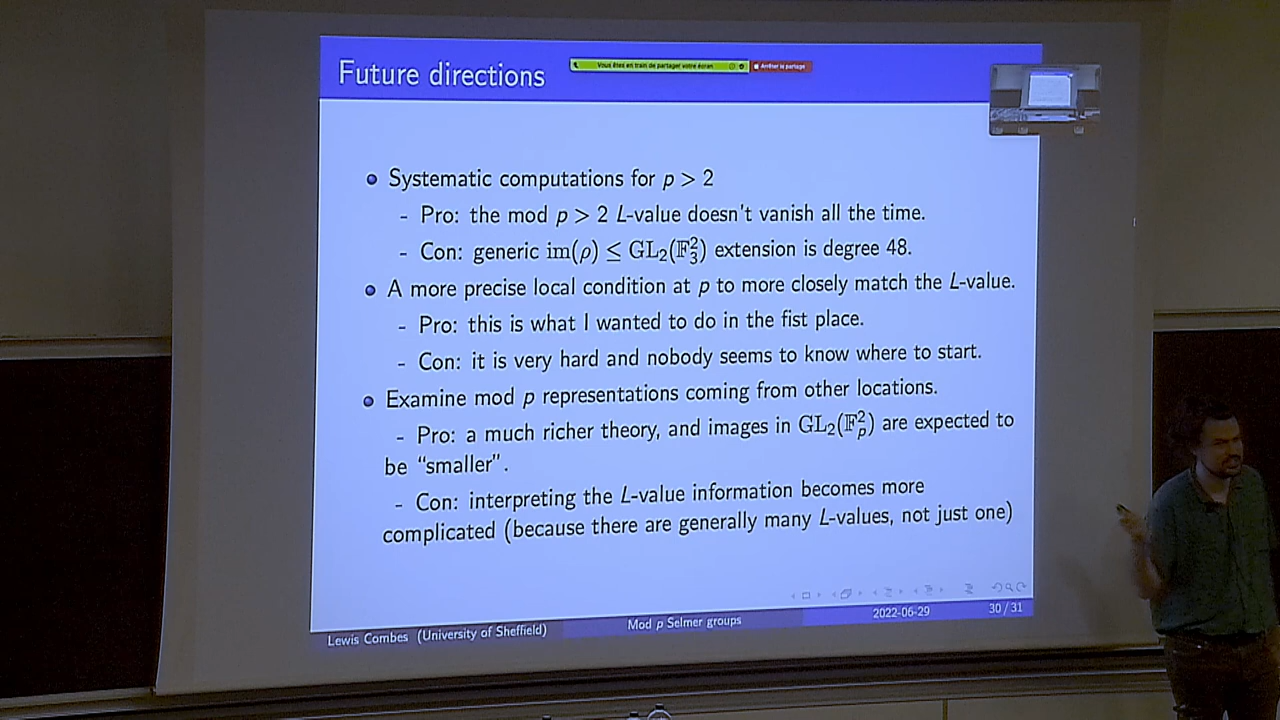 Future directions
Vous êtes en train de partager votre écran
Arrêter le partage
Systematic computations for p > 2
- Pro: the mod p > 2 L-value doesn't vanish all the time.
- Con: generic im(ρ) ≤ GL₂(𝔽₃²) extension is degree 48.
A more precise local condition at p to more closely match the L-value.
- Pro: this is what I wanted to do in the fist place.
- Con: it is very hard and nobody seems to know where to start.
Examine mod p representations coming from other locations.
- Pro: a much richer theory, and images in GL₂(𝔽ₚ²) are expected to
be “smaller”.
- Con: interpreting the L-value information becomes more
complicated (because there are generally many L-values, not just one)
Lewis Combes (University of Sheffield)
Mod p Selmer groups
2022-06-29
30 / 31